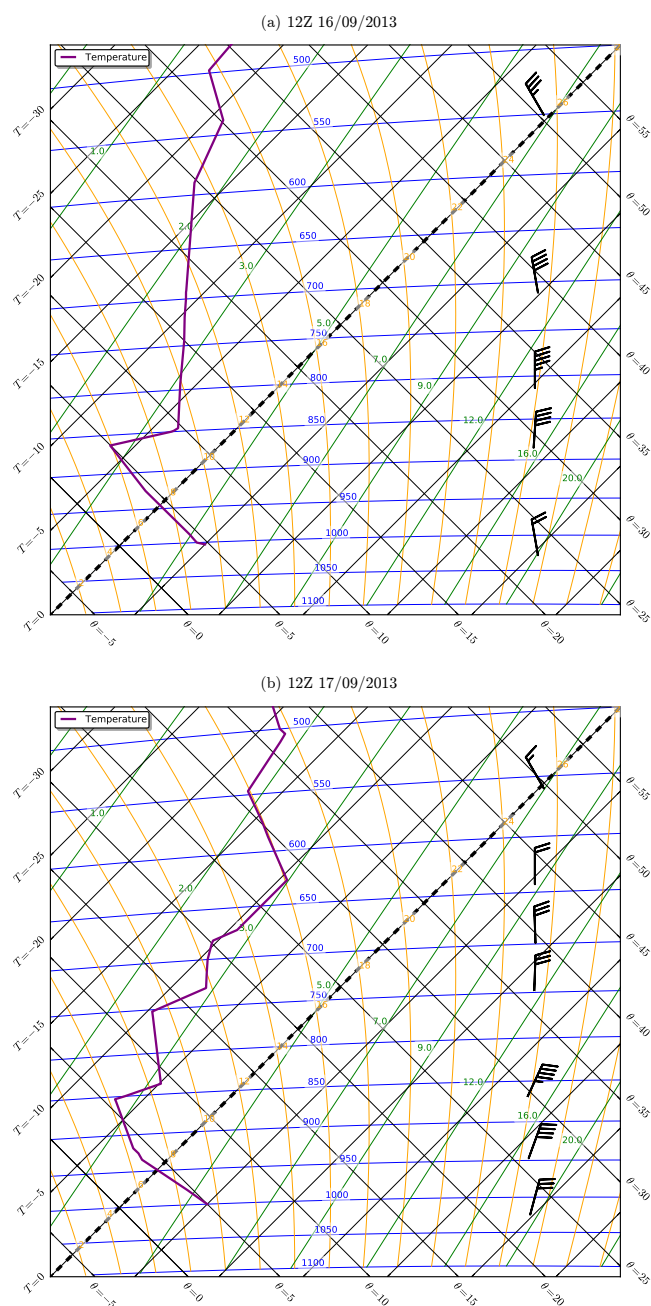 (a) 12Z 16/09/2013
Temperature
500
550
600
650
700
750
800
850
900
950
1000
1050
1100
1.0
2.0
3.0
5.0
7.0
9.0
12.0
16.0
20.0
T=-30
T=-25
T=-20
T=-15
T=-10
T=-5
T=0
θ=-5
θ=0
θ=5
θ=10
θ=15
θ=20
θ=25
θ=30
θ=35
θ=40
θ=45
θ=50
θ=55
(b) 12Z 17/09/2013
Temperature
500
550
600
650
700
750
800
850
900
950
1000
1050
1100
1.0
2.0
3.0
5.0
7.0
9.0
12.0
16.0
20.0
T=-30
T=-25
T=-20
T=-15
T=-10
T=-5
T=0
θ=-5
θ=0
θ=5
θ=10
θ=15
θ=20
θ=25
θ=30
θ=35
θ=40
θ=45
θ=50
θ=55